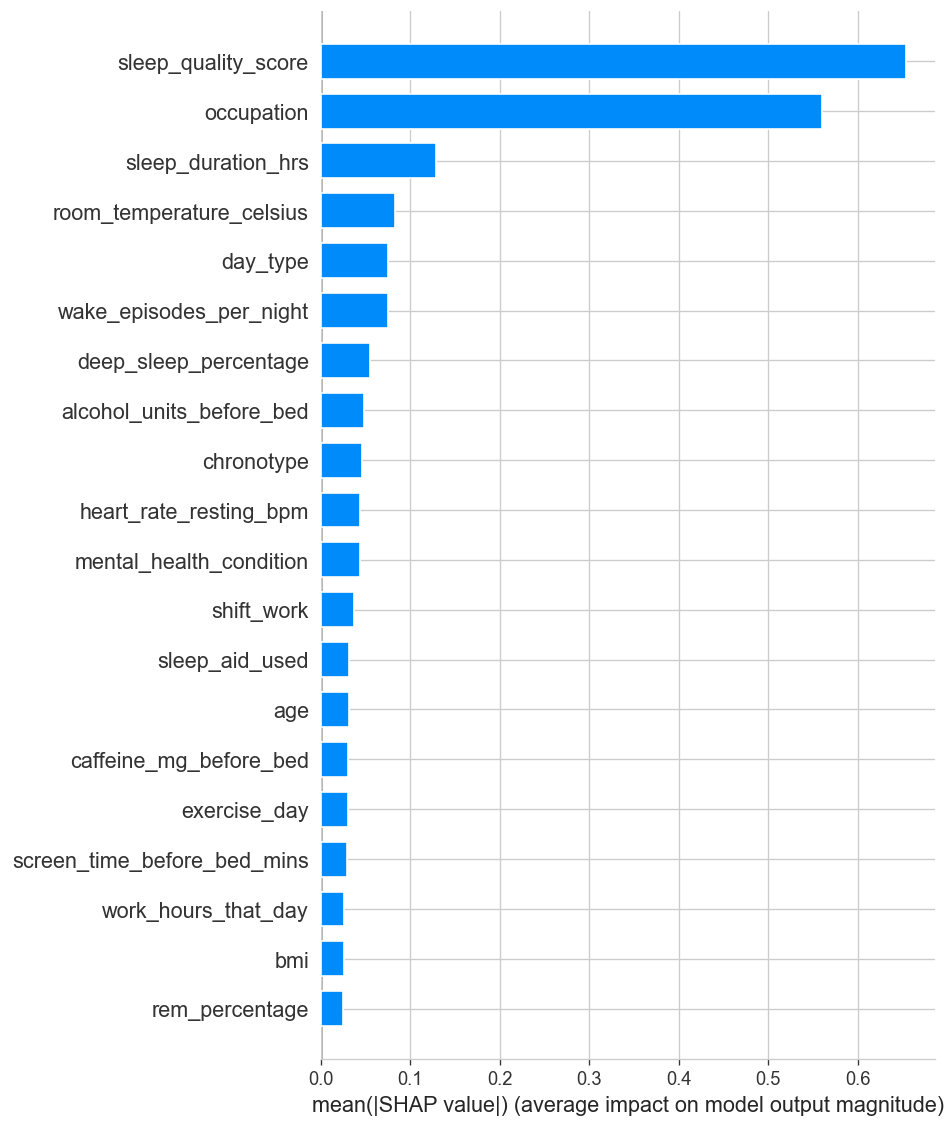 sleep_quality_score
occupation
sleep_duration_hrs
room_temperature_celsius
day_type
wake_episodes_per_night
deep_sleep_percentage
alcohol_units_before_bed
chronotype
heart_rate_resting_bpm
mental_health_condition
shift_work
sleep_aid_used
age
caffeine_mg_before_bed
exercise_day
screen_time_before_bed_mins
work_hours_that_day
bmi
rem_percentage
0.0 0.1 0.2 0.3 0.4 0.5 0.6
mean(|SHAP value|) (average impact on model output magnitude)